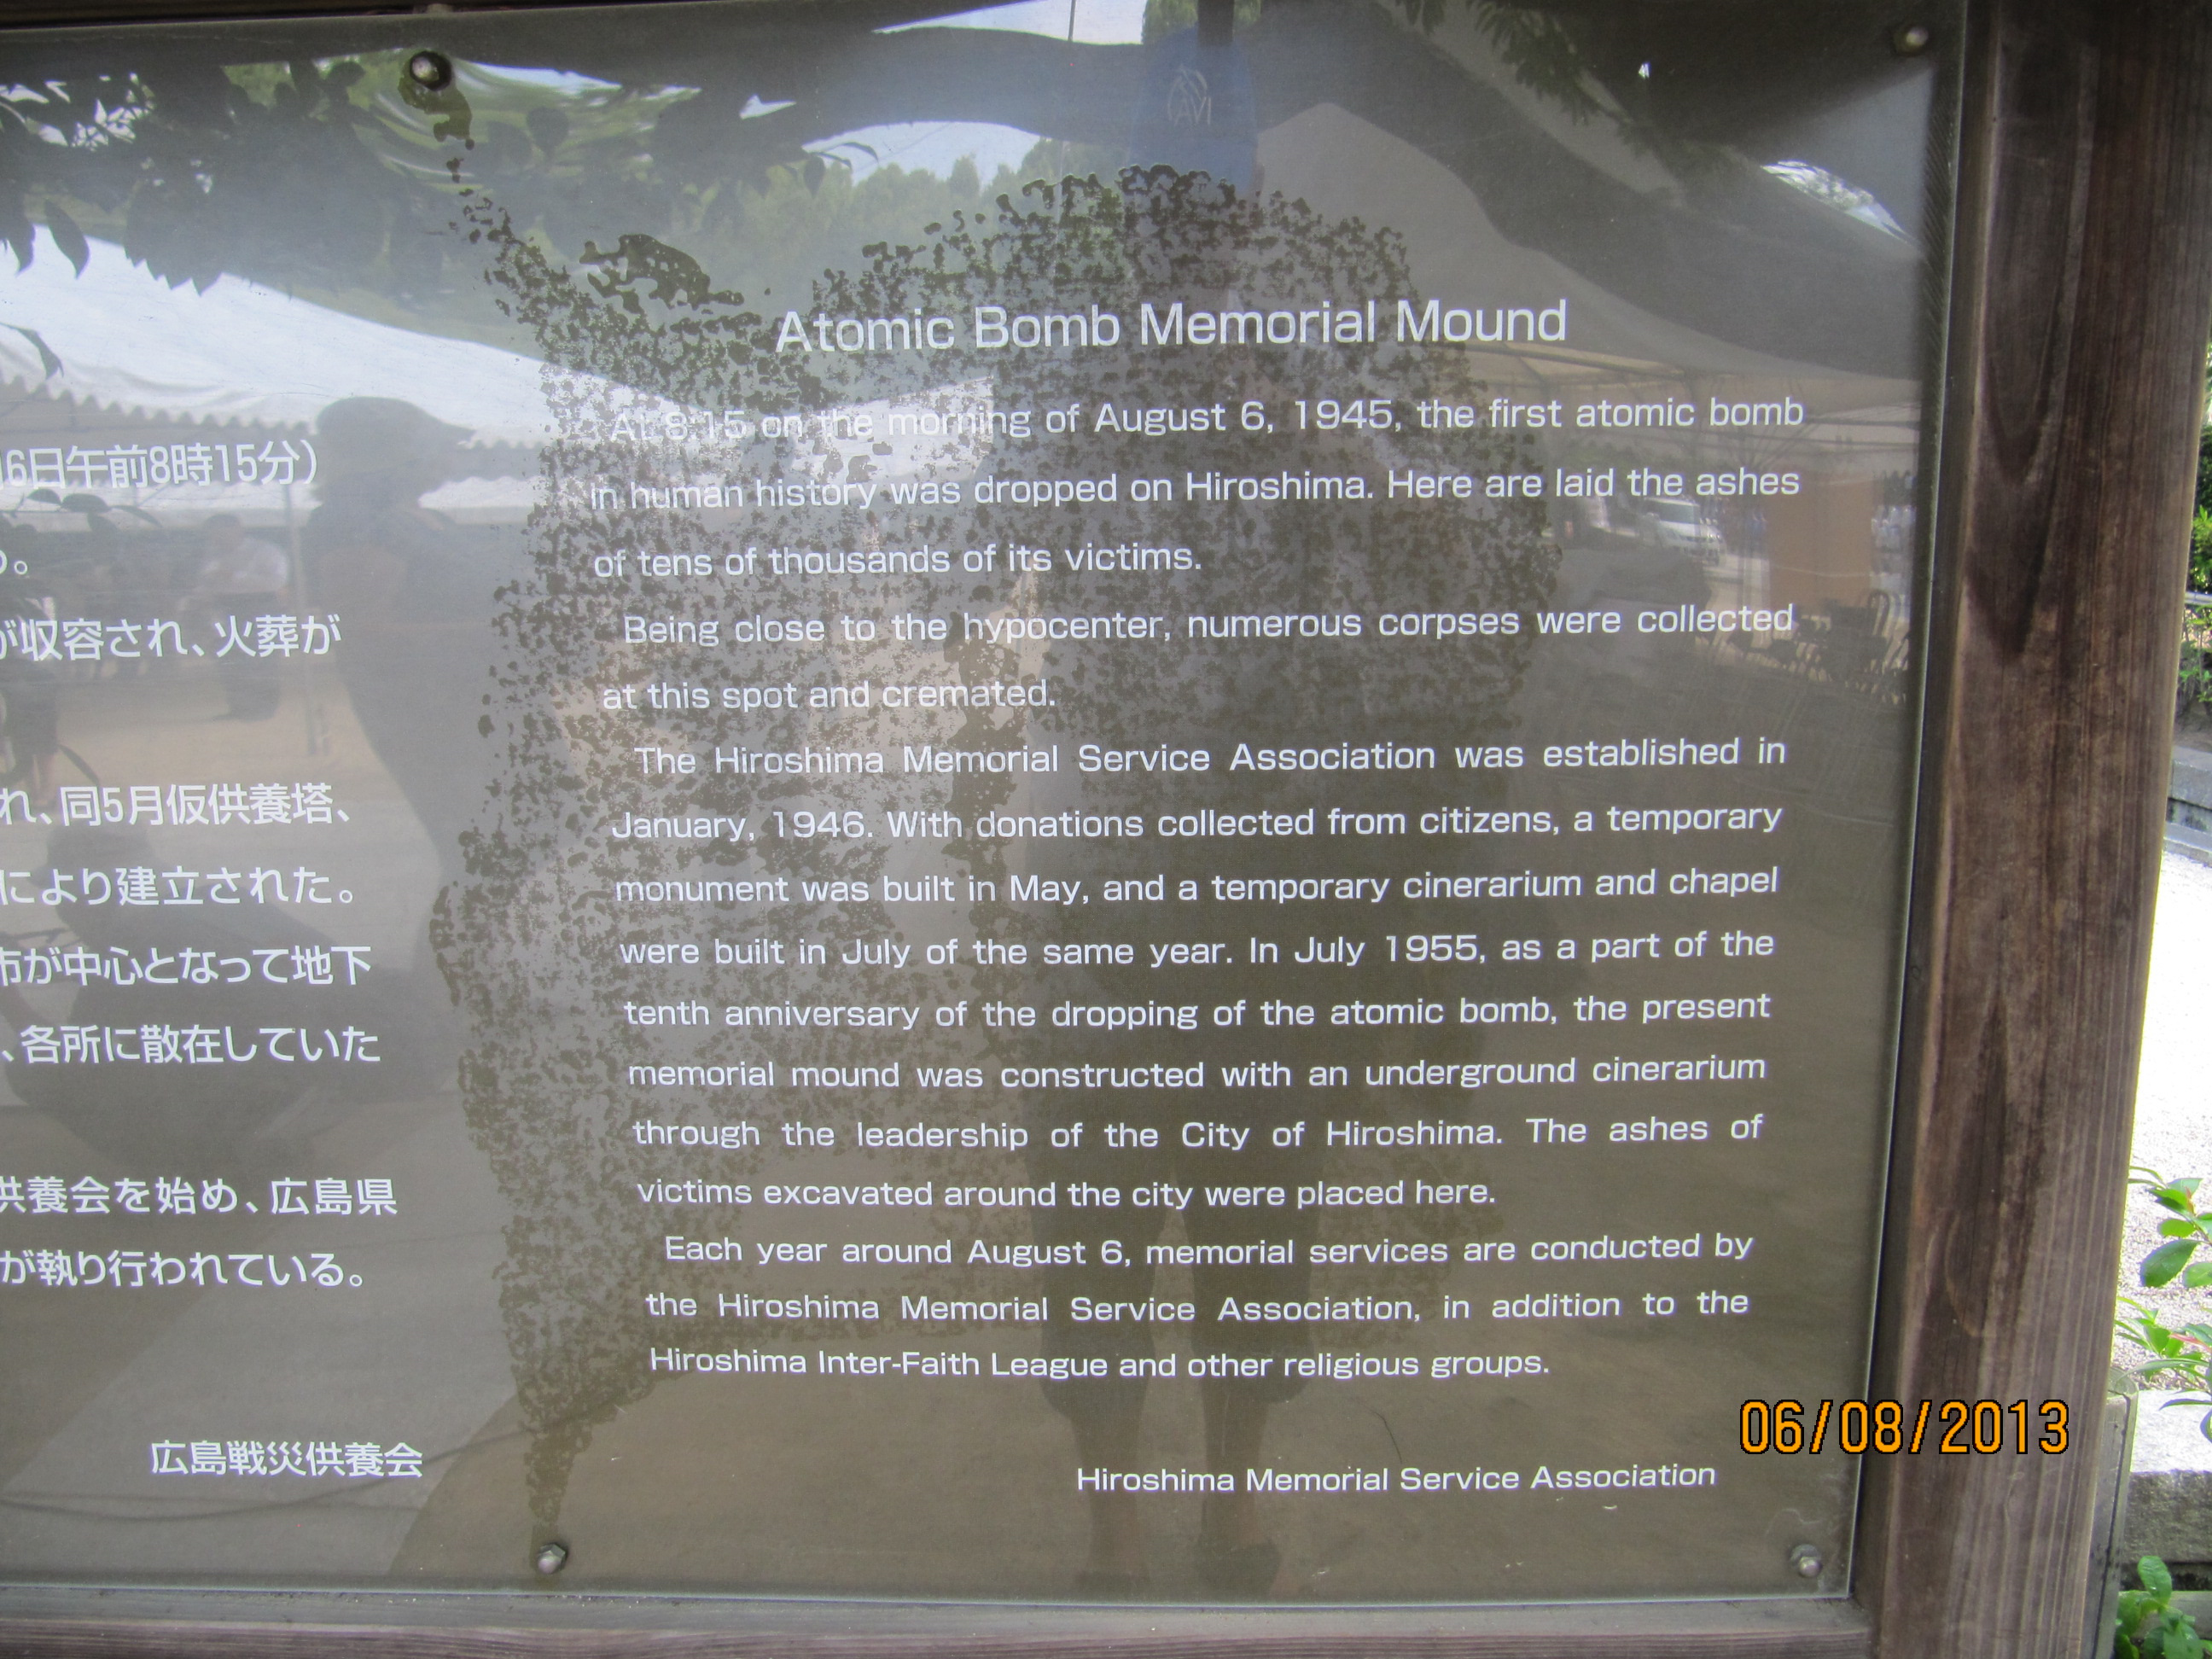 6日午前8時15分）
。
が収容され、火葬が
れ、同5月仮供養塔、
により建立された。
市が中心となって地下
、各所に散在していた
供養会を始め、広島県
が執り行われている。
広島戦災供養会
Atomic Bomb Memorial Mound
At 8:15 on the morning of August 6, 1945, the first atomic bomb
in human history was dropped on Hiroshima. Here are laid the ashes
of tens of thousands of its victims.
Being close to the hypocenter, numerous corpses were collected
at this spot and cremated.
The Hiroshima Memorial Service Association was established in
January, 1946. With donations collected from citizens, a temporary
monument was built in May, and a temporary cinerarium and chapel
were built in July of the same year. In July 1955, as a part of the
tenth anniversary of the dropping of the atomic bomb, the present
memorial mound was constructed with an underground cinerarium
through the leadership of the City of Hiroshima. The ashes of
victims excavated around the city were placed here.
Each year around August 6, memorial services are conducted by
the Hiroshima Memorial Service Association, in addition to the
Hiroshima Inter-Faith League and other religious groups.
Hiroshima Memorial Service Association
06/08/2013